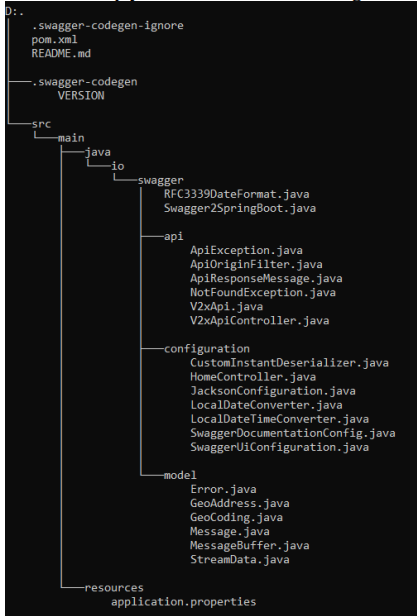 D:.
.swagger-codegen-ignore
pom.xml
README.md
.swagger-codegen
VERSION
src
main
java
io
swagger
RFC3339DateFormat.java
Swagger2SpringBoot.java
api
ApiException.java
ApiOriginFilter.java
ApiResponseMessage.java
NotFoundException.java
V2xApi.java
V2xApiController.java
configuration
CustomInstantDeserializer.java
HomeController.java
JacksonConfiguration.java
LocalDateConverter.java
LocalDateTimeConverter.java
SwaggerDocumentationConfig.java
SwaggerUiConfiguration.java
model
Error.java
GeoAddress.java
GeoCoding.java
Message.java
MessageBuffer.java
StreamData.java
resources
application.properties